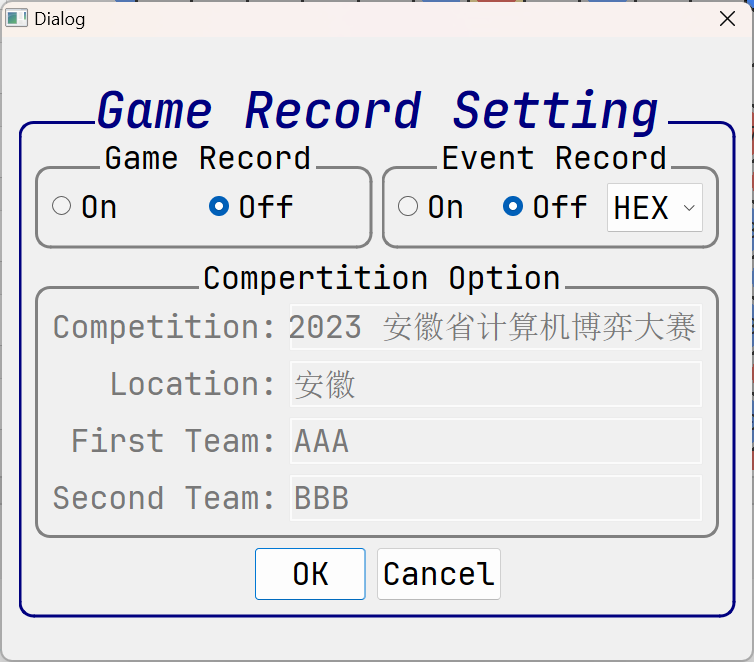 Dialog
Game Record Setting
Game Record
Event Record
On Off
On Off HEX
Compertition Option
Competition: 2023 安徽省计算机博弈大赛
Location: 安徽
First Team: AAA
Second Team: BBB
OK Cancel